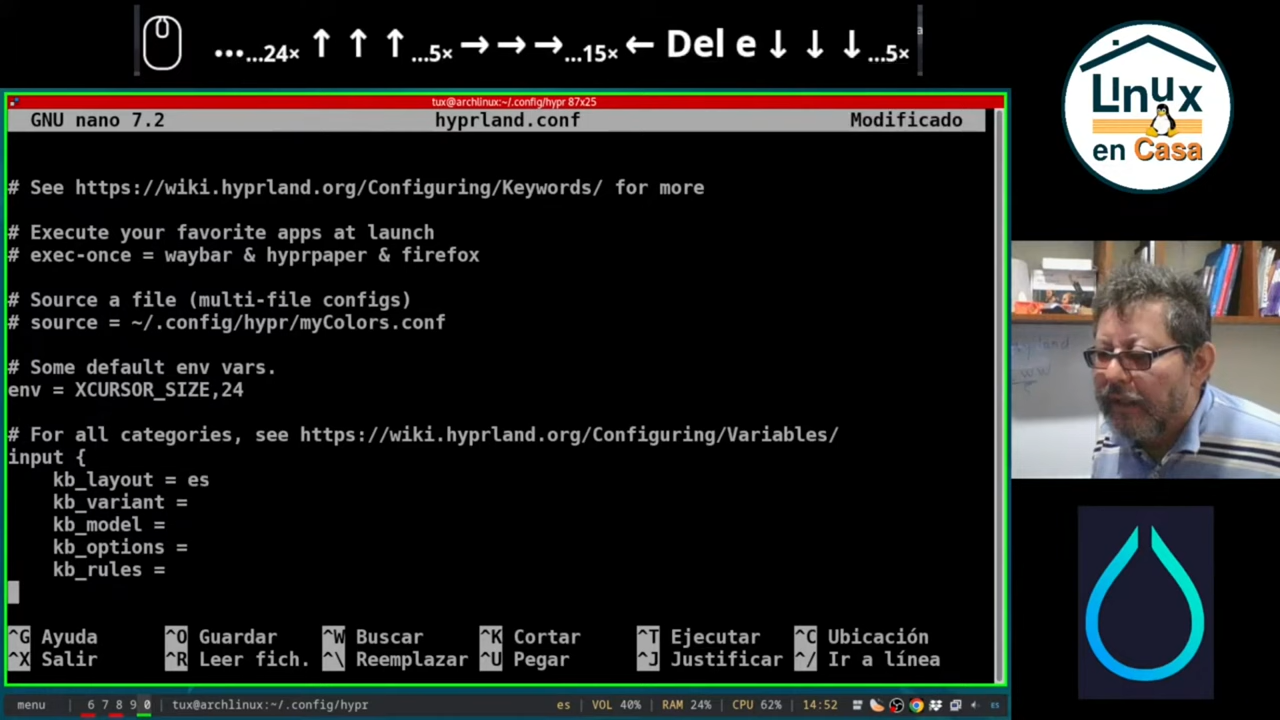 ...…24× ↑ ↑ ↑ …5× → → → …15× ← Del e ↓ ↓ ↓ …5×
tux@archlinux:~/.config/hypr 87x25
GNU nano 7.2 hyprland.conf Modificado
# See https://wiki.hyprland.org/Configuring/Keywords/ for more
# Execute your favorite apps at launch
# exec-once = waybar & hyprpaper & firefox
# Source a file (multi-file configs)
# source = ~/.config/hypr/myColors.conf
# Some default env vars.
env = XCURSOR_SIZE,24
# For all categories, see https://wiki.hyprland.org/Configuring/Variables/
input {
kb_layout = es
kb_variant =
kb_model =
kb_options =
kb_rules =
^G Ayuda ^O Guardar ^W Buscar ^K Cortar ^T Ejecutar ^C Ubicación
^X Salir ^R Leer fich. ^\ Reemplazar ^U Pegar ^J Justificar ^/ Ir a línea
menu 6 7 8 9 0 tux@archlinux:~/.config/hypr es VOL 40% RAM 24% CPU 62% 14:52 ES
Linux
en Casa